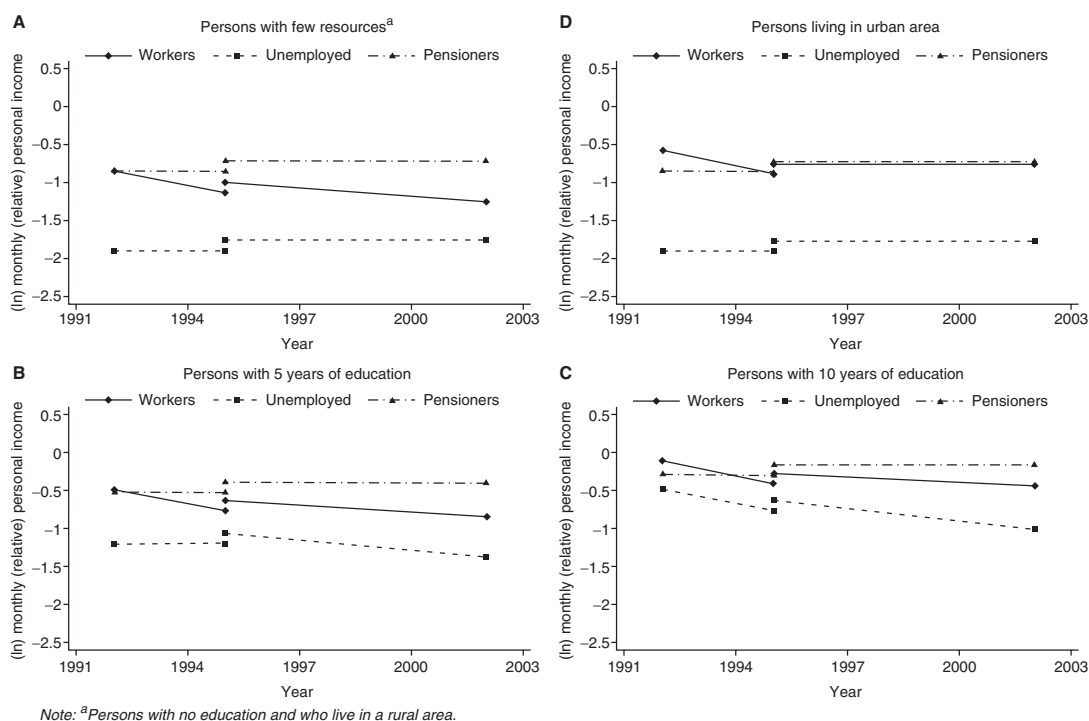 A Persons with few resourcesa
Workers Unemployed Pensioners
(ln) monthly (relative) personal income
0.5
0
−0.5
−1
−1.5
−2
−2.5
1991 1994 1997 2000 2003
Year
D Persons living in urban area
Workers Unemployed Pensioners
(ln) monthly (relative) personal income
0.5
0
−0.5
−1
−1.5
−2
−2.5
1991 1994 1997 2000 2003
Year
B Persons with 5 years of education
Workers Unemployed Pensioners
(ln) monthly (relative) personal income
0.5
0
−0.5
−1
−1.5
−2
−2.5
1991 1994 1997 2000 2003
Year
C Persons with 10 years of education
Workers Unemployed Pensioners
(ln) monthly (relative) personal income
0.5
0
−0.5
−1
−1.5
−2
−2.5
1991 1994 1997 2000 2003
Year
Note: aPersons with no education and who live in a rural area.